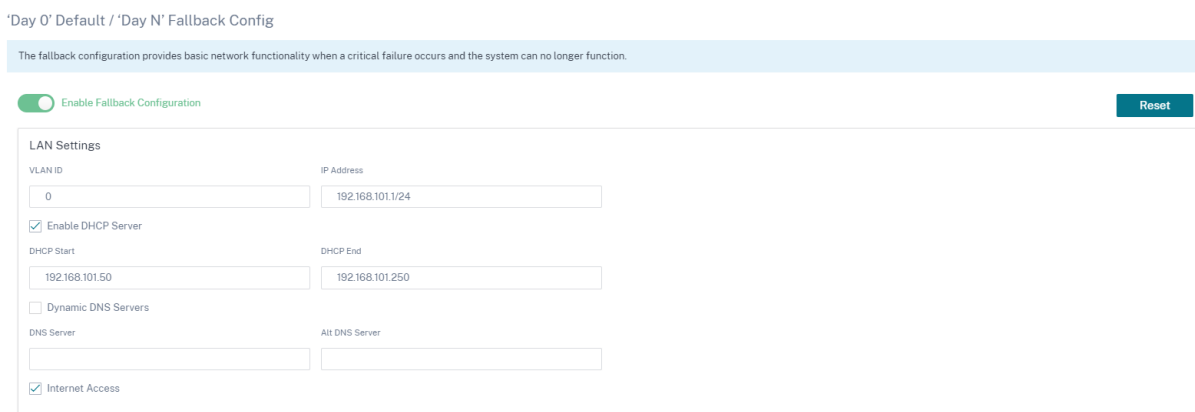 ‘Day 0’ Default / ‘Day N’ Fallback Config
The fallback configuration provides basic network functionality when a critical failure occurs and the system can no longer function.
Enable Fallback Configuration
Reset
LAN Settings
VLAN ID IP Address
0 192.168.101.1/24
Enable DHCP Server
DHCP Start DHCP End
192.168.101.50 192.168.101.250
Dynamic DNS Servers
DNS Server Alt DNS Server
Internet Access